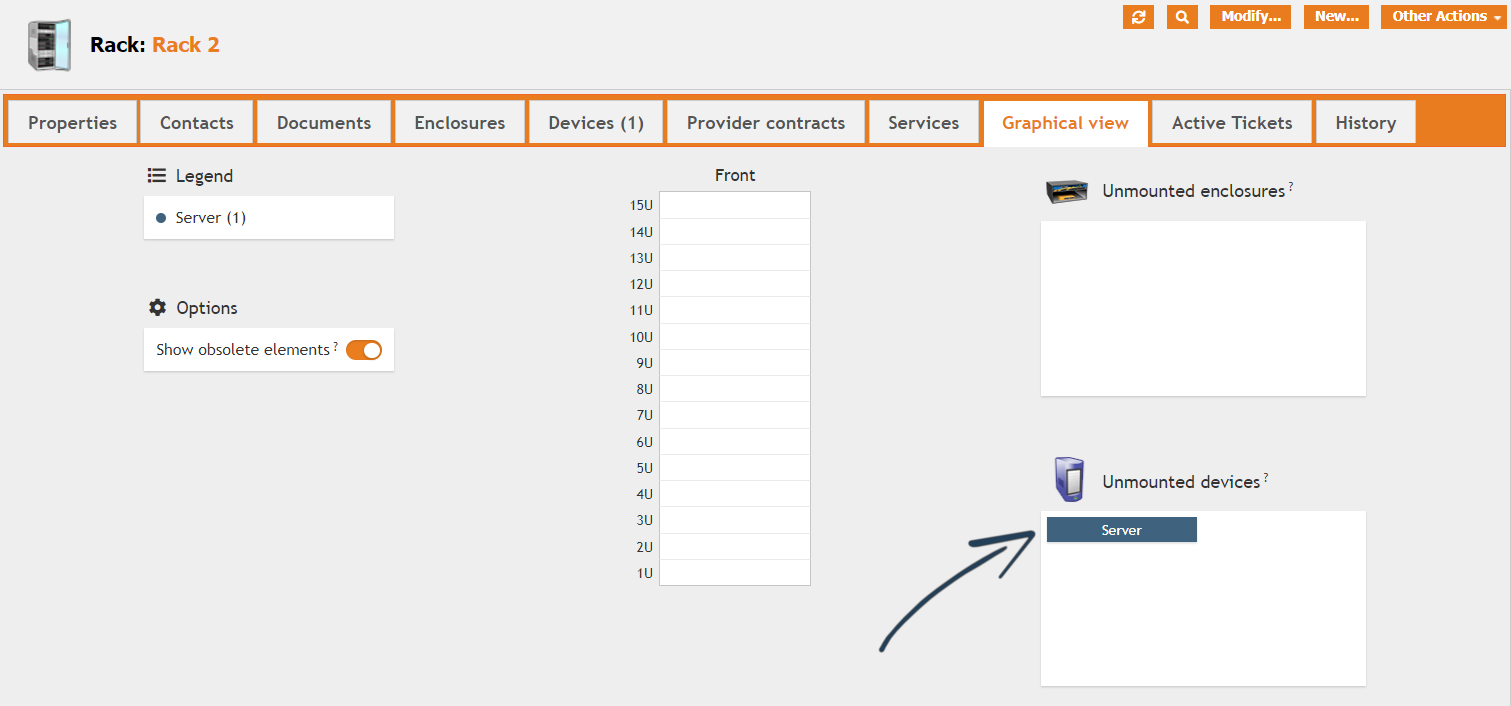 Modify...
New...
Other Actions
Rack: Rack 2
Properties
Contacts
Documents
Enclosures
Devices (1)
Provider contracts
Services
Graphical view
Active Tickets
History
Legend
Server (1)
Options
Show obsolete elements ?
Front
15U
14U
13U
12U
11U
10U
9U
8U
7U
6U
5U
4U
3U
2U
1U
Unmounted enclosures ?
Unmounted devices ?
Server